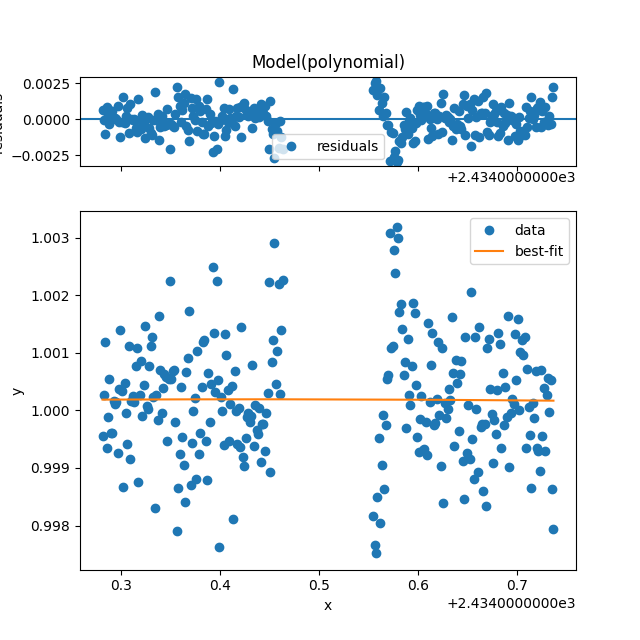 Model(polynomial)
0.0025
0.0000
−0.0025
residuals
+2.4340000000e3
1.003
1.002
1.001
1.000
0.999
0.998
y
data
best-fit
0.3
0.4
0.5
0.6
0.7
x
+2.4340000000e3